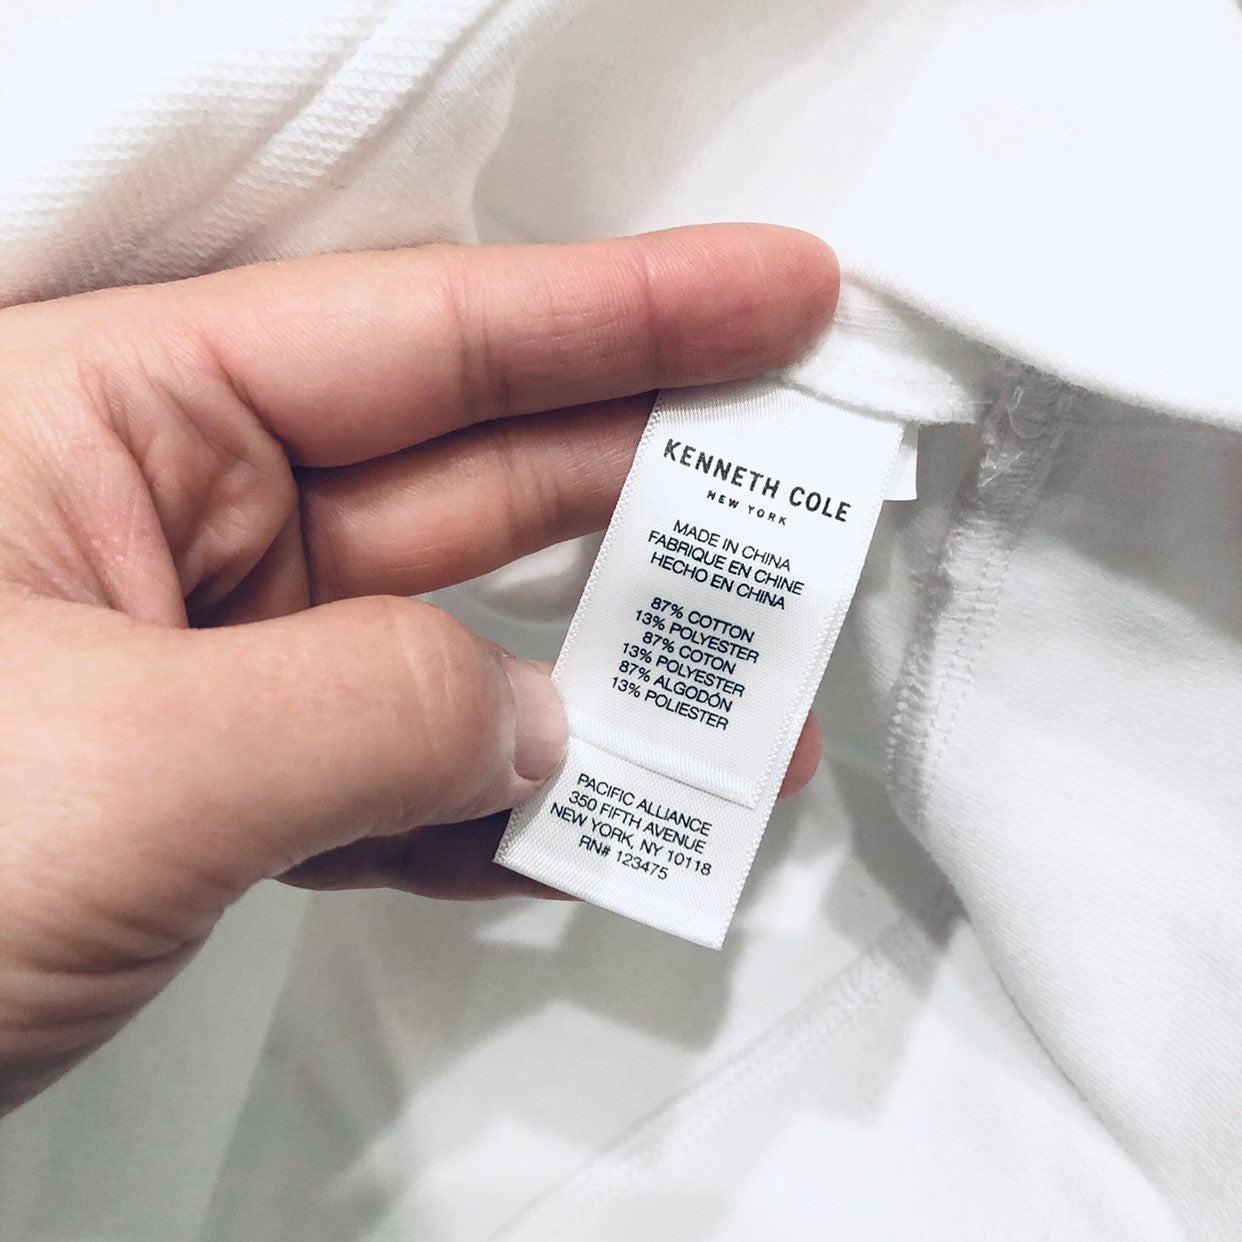 KENNETH COLE
NEW YORK
MADE IN CHINA
FABRIQUE EN CHINE
HECHO EN CHINA
87% COTTON
13% POLYESTER
87% COTON
13% POLYESTER
87% ALGODÓN
13% POLIESTER
PACIFIC ALLIANCE
350 FIFTH AVENUE
NEW YORK, NY 10118
RN# 123475